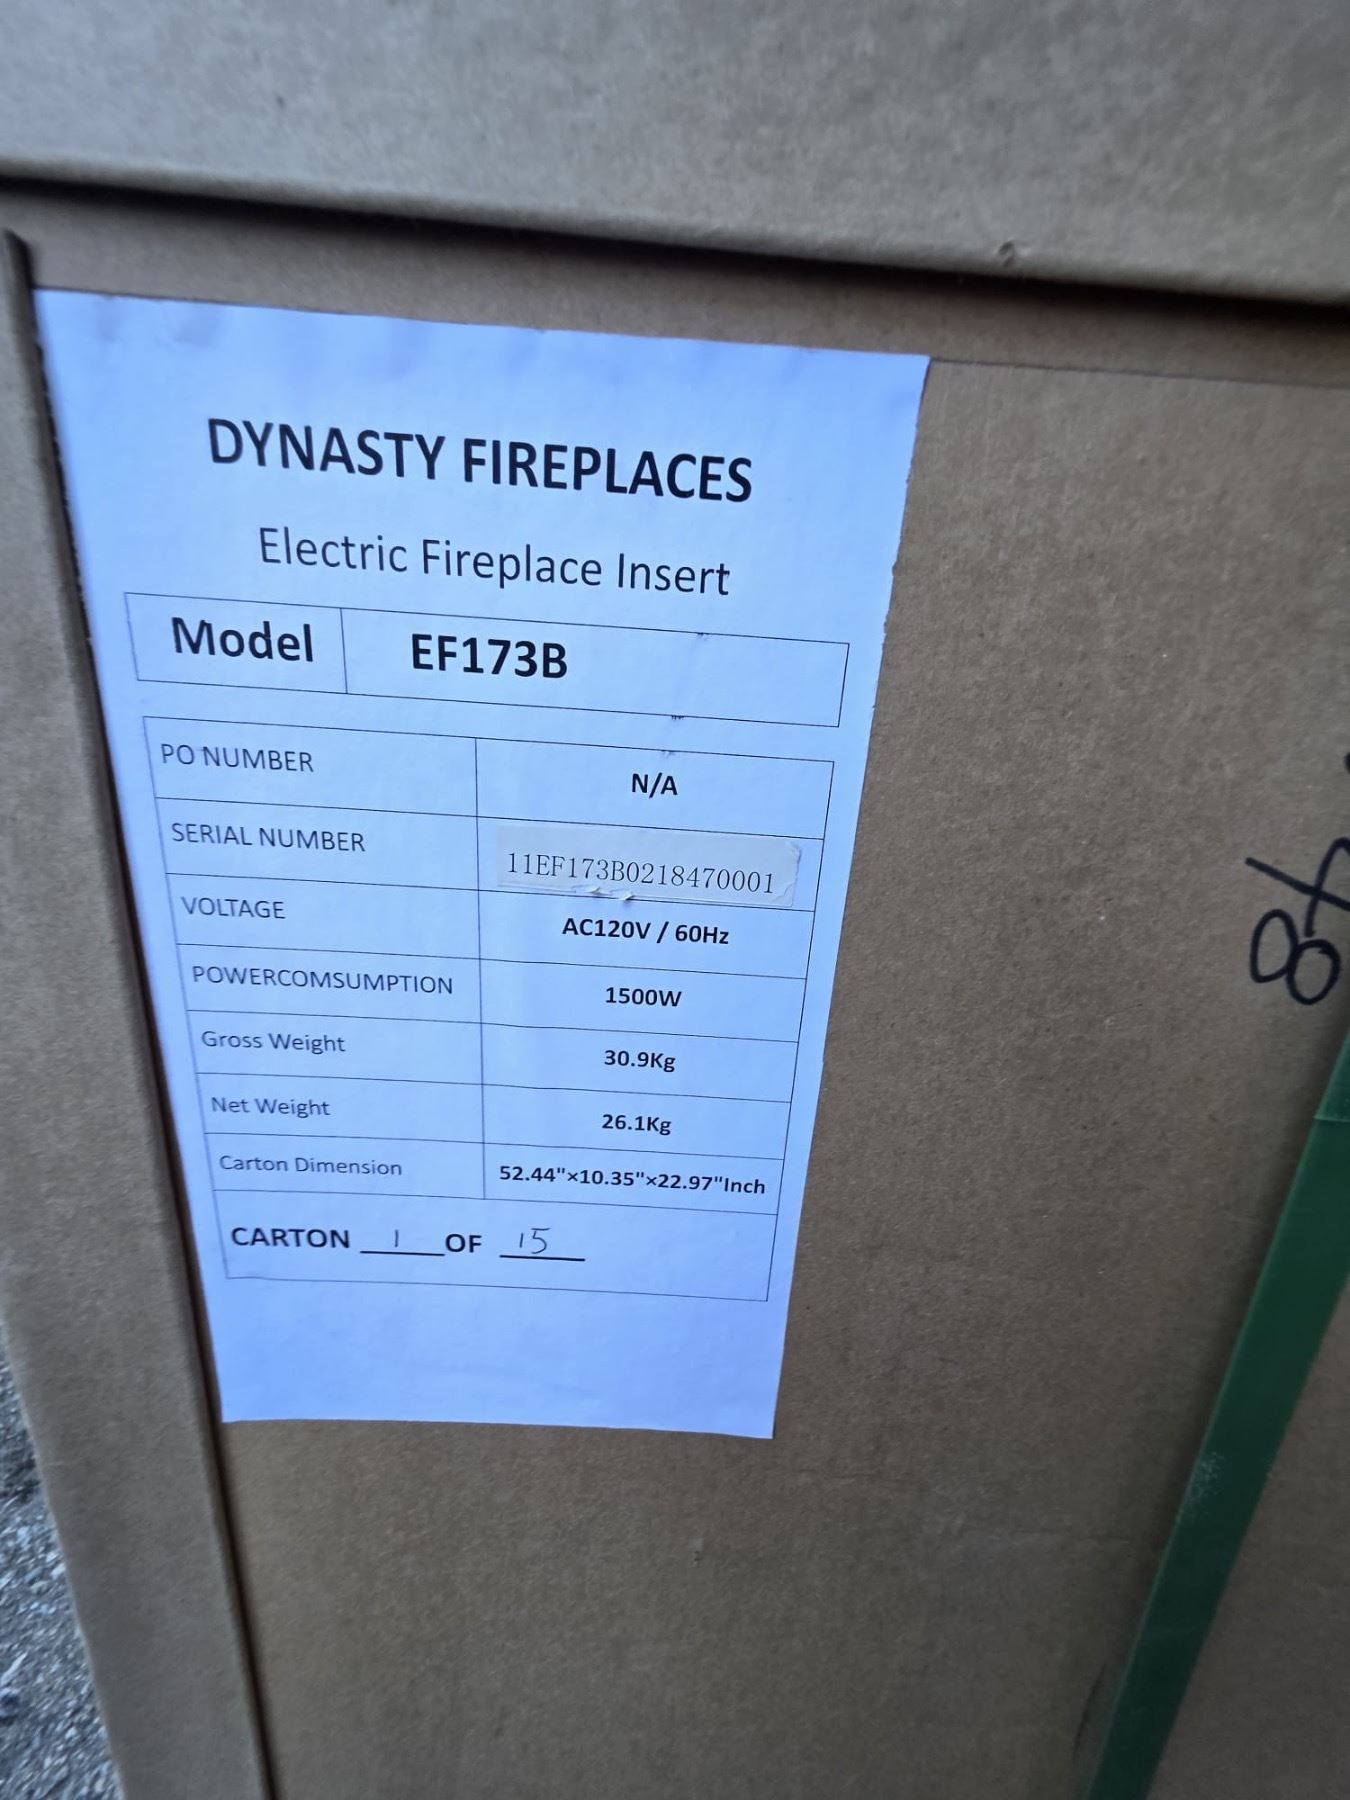 DYNASTY FIREPLACES
Electric Fireplace Insert
Model EF173B
PO NUMBER N/A
SERIAL NUMBER 11EF173B0218470001
VOLTAGE AC120V / 60Hz
POWERCOMSUMPTION 1500W
Gross Weight 30.9Kg
Net Weight 26.1Kg
Carton Dimension 52.44"×10.35"×22.97"Inch
CARTON 1 OF 15